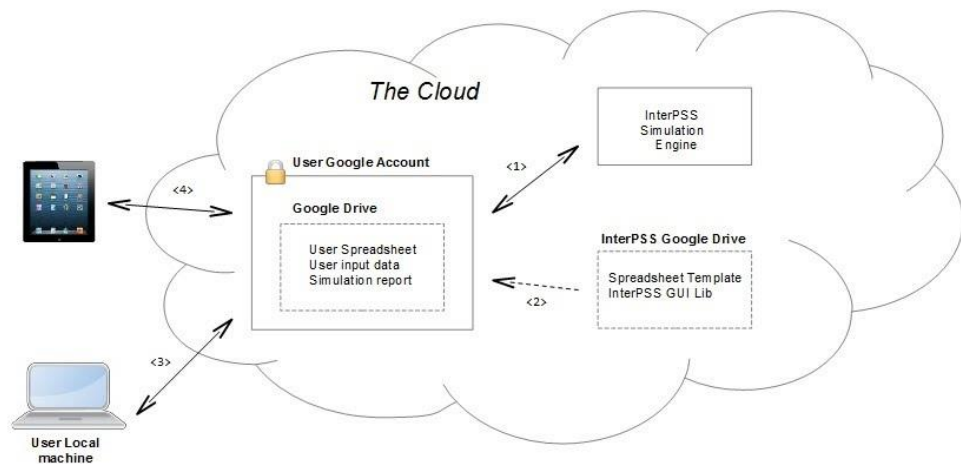 The Cloud
InterPSS
Simulation
Engine
User Google Account
<1>
<4>
Google Drive
User Spreadsheet
User input data
Simulation report
InterPSS Google Drive
Spreadsheet Template
InterPSS GUI Lib
<2>
<3>
User Local
machine